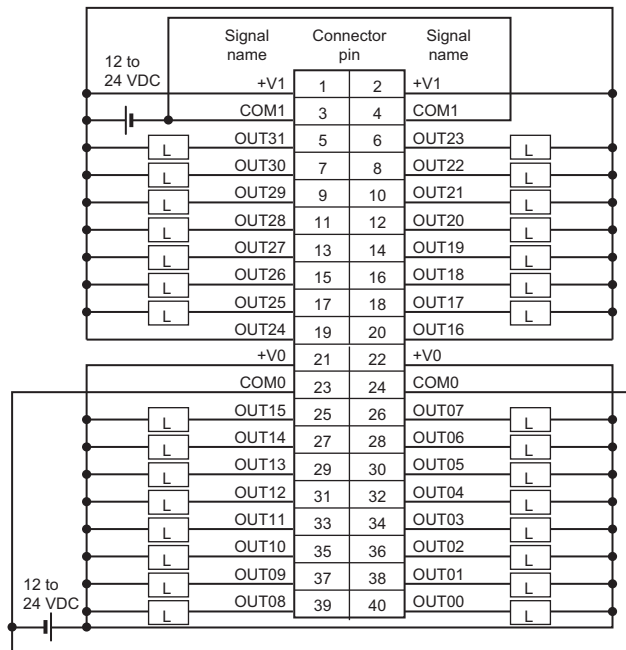 Signal name Connector pin Signal name
12 to 24 VDC
+V1 1 2 +V1
COM1 3 4 COM1
L OUT31 5 6 OUT23 L
L OUT30 7 8 OUT22 L
L OUT29 9 10 OUT21 L
L OUT28 11 12 OUT20 L
L OUT27 13 14 OUT19 L
L OUT26 15 16 OUT18 L
L OUT25 17 18 OUT17 L
OUT24 19 20 OUT16
+V0 21 22 +V0
COM0 23 24 COM0
L OUT15 25 26 OUT07 L
L OUT14 27 28 OUT06 L
L OUT13 29 30 OUT05 L
L OUT12 31 32 OUT04 L
L OUT11 33 34 OUT03 L
L OUT10 35 36 OUT02 L
L OUT09 37 38 OUT01 L
12 to 24 VDC
L OUT08 39 40 OUT00 L